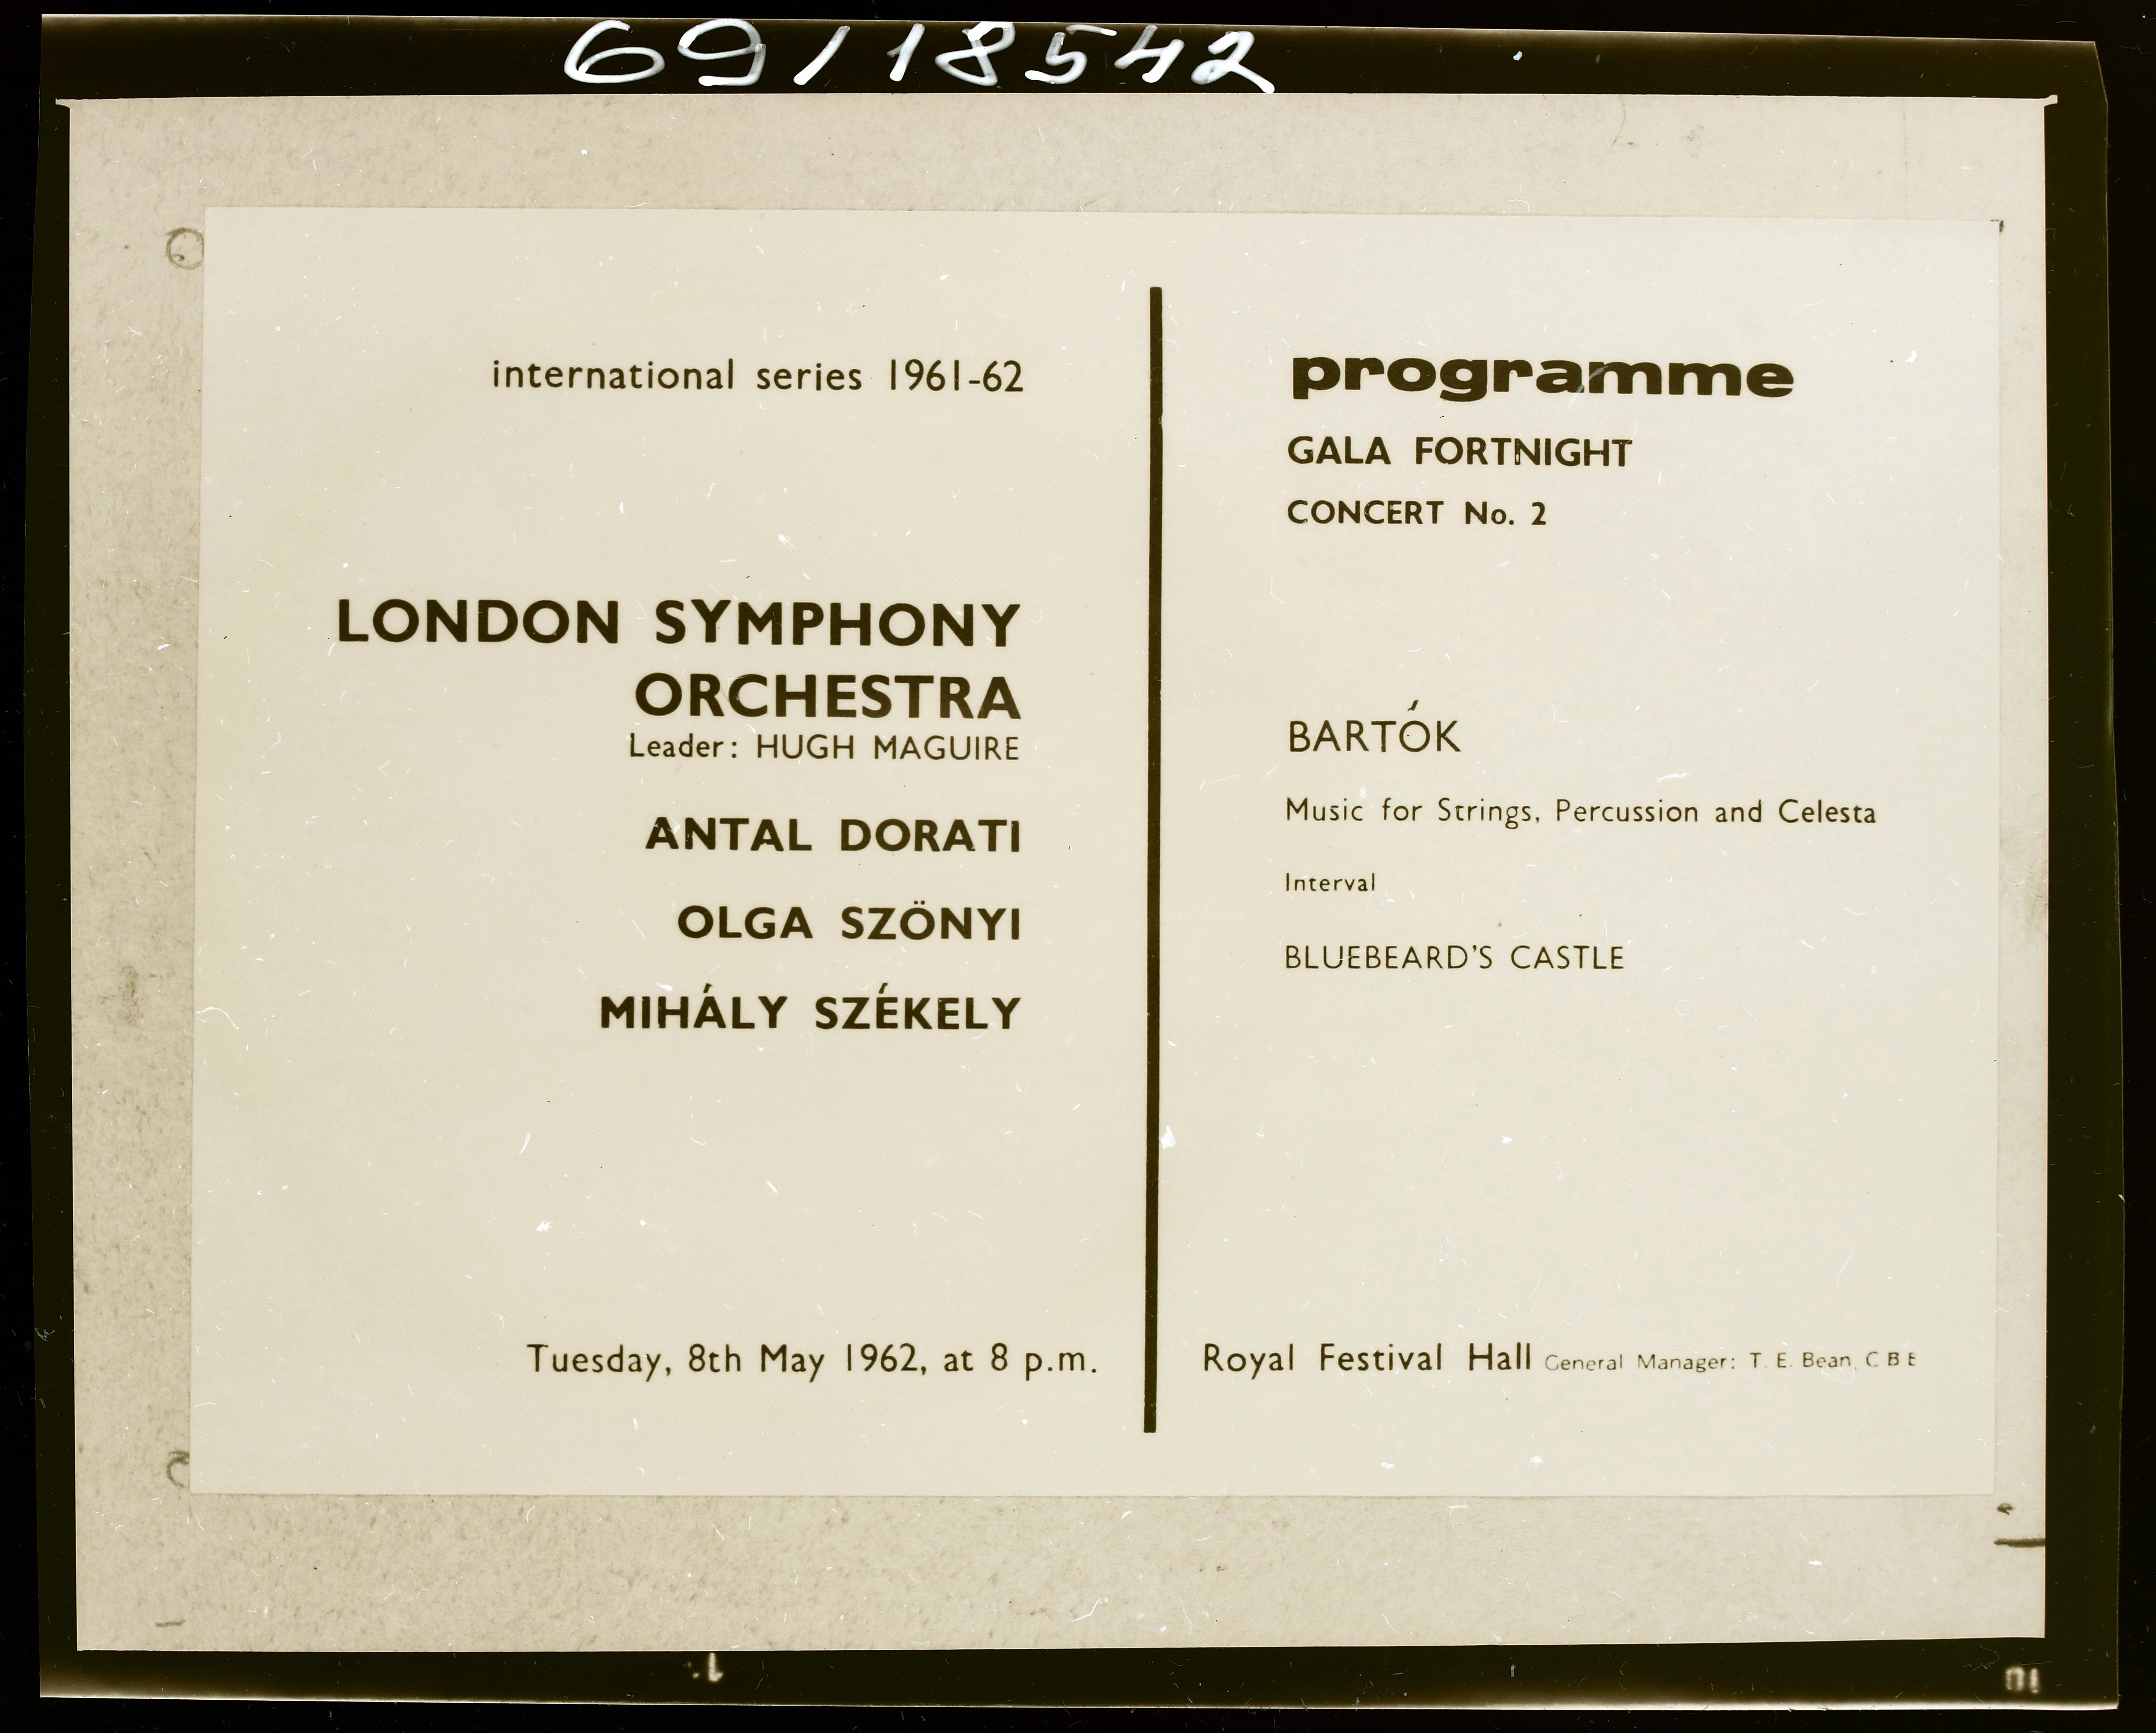 69/18542
international series 1961-62
LONDON SYMPHONY
ORCHESTRA
Leader: HUGH MAGUIRE
ANTAL DORATI
OLGA SZÖNYI
MIHÁLY SZÉKELY
Tuesday, 8th May 1962, at 8 p.m.
programme
GALA FORTNIGHT
CONCERT No. 2
BARTÓK
Music for Strings, Percussion and Celesta
Interval
BLUEBEARD'S CASTLE
Royal Festival Hall General Manager: T. E. Bean, C B E